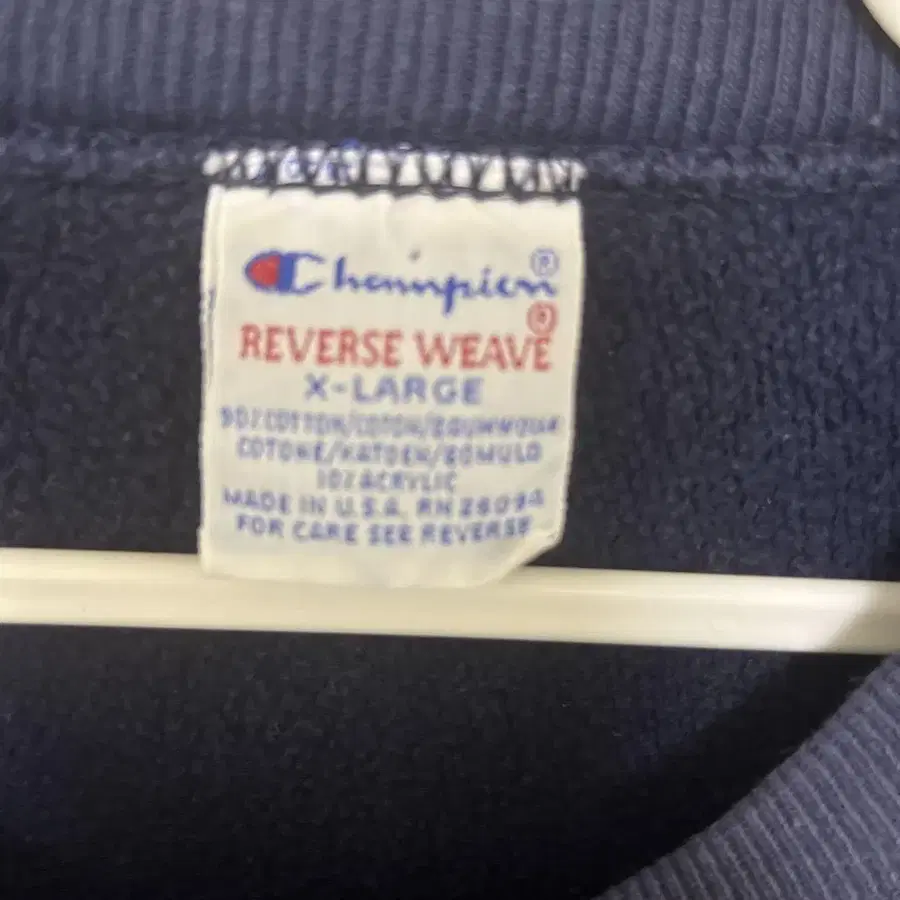 Champion®
REVERSE WEAVE®
X-LARGE
90% COTTON/COTON/BAUMWOLLE
COTONE/KATOEN/BOMULD
10% ACRYLIC
MADE IN U.S.A. RN 26094
FOR CARE SEE REVERSE